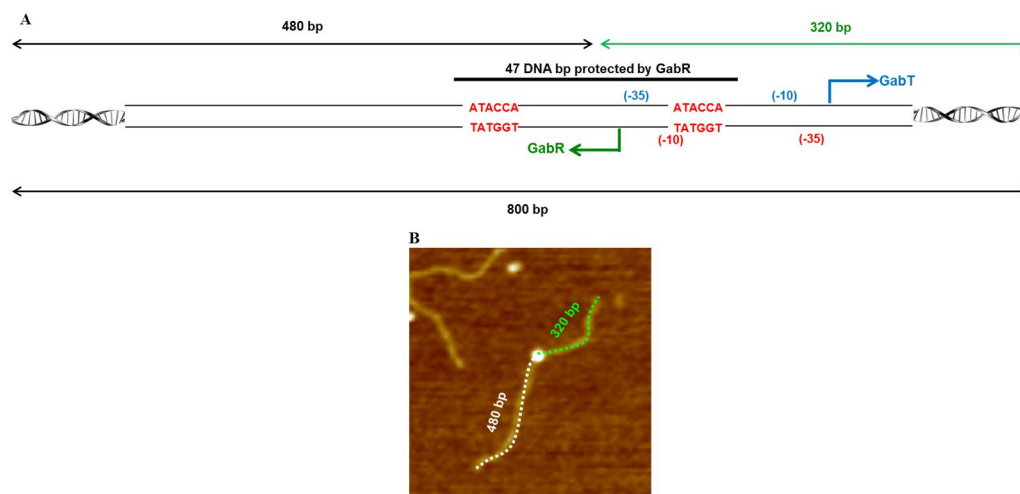 A
480 bp
320 bp
47 DNA bp protected by GabR
(-35)
(-10)
GabT
ATACCA
ATACCA
TATGGT
TATGGT
GabR
(-10)
(-35)
800 bp
B
320 bp
480 bp